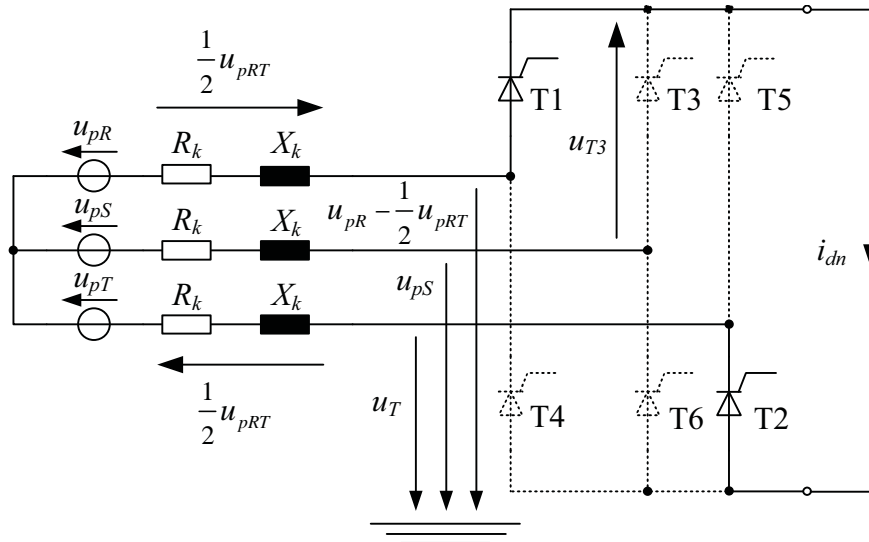 1/2 u_pRT
T1
T3
T5
u_T3
u_pR
R_k
X_k
u_pR − 1/2 u_pRT
u_pS
R_k
X_k
i_dn
u_pS
u_pT
R_k
X_k
1/2 u_pRT
u_T
T4
T6
T2